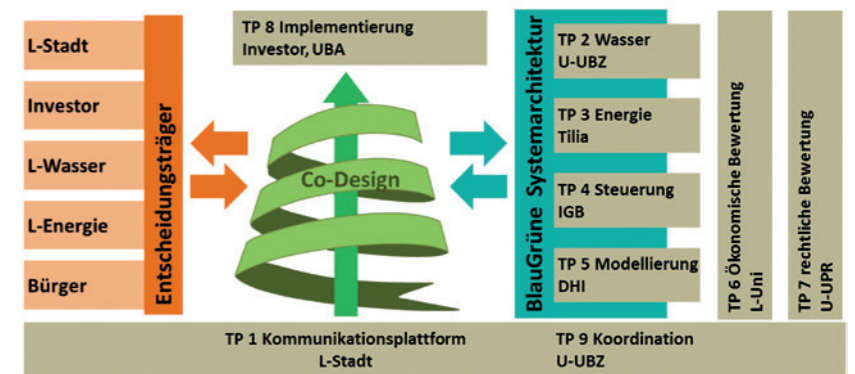 L-Stadt
Investor
L-Wasser
L-Energie
Bürger
Entscheidungsträger
TP 8 Implementierung
Investor, UBA
Co-Design
BlauGrüne Systemarchitektur
TP 2 Wasser
U-UBZ
TP 3 Energie
Tilia
TP 4 Steuerung
IGB
TP 5 Modellierung
DHI
TP 6 Ökonomische Bewertung
L-Uni
TP 7 rechtliche Bewertung
U-UPR
TP 1 Kommunikationsplattform
L-Stadt
TP 9 Koordination
U-UBZ